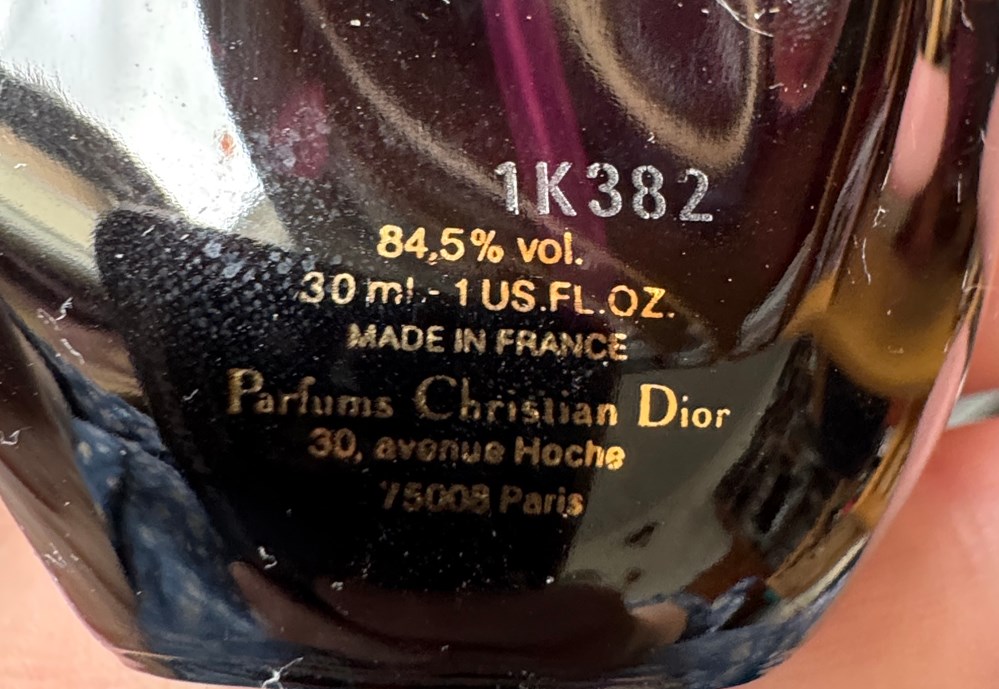 1K382
84,5% vol.
30 ml - 1 US.FL.OZ.
MADE IN FRANCE
Parfums Christian Dior
30, avenue Hoche
75008 Paris